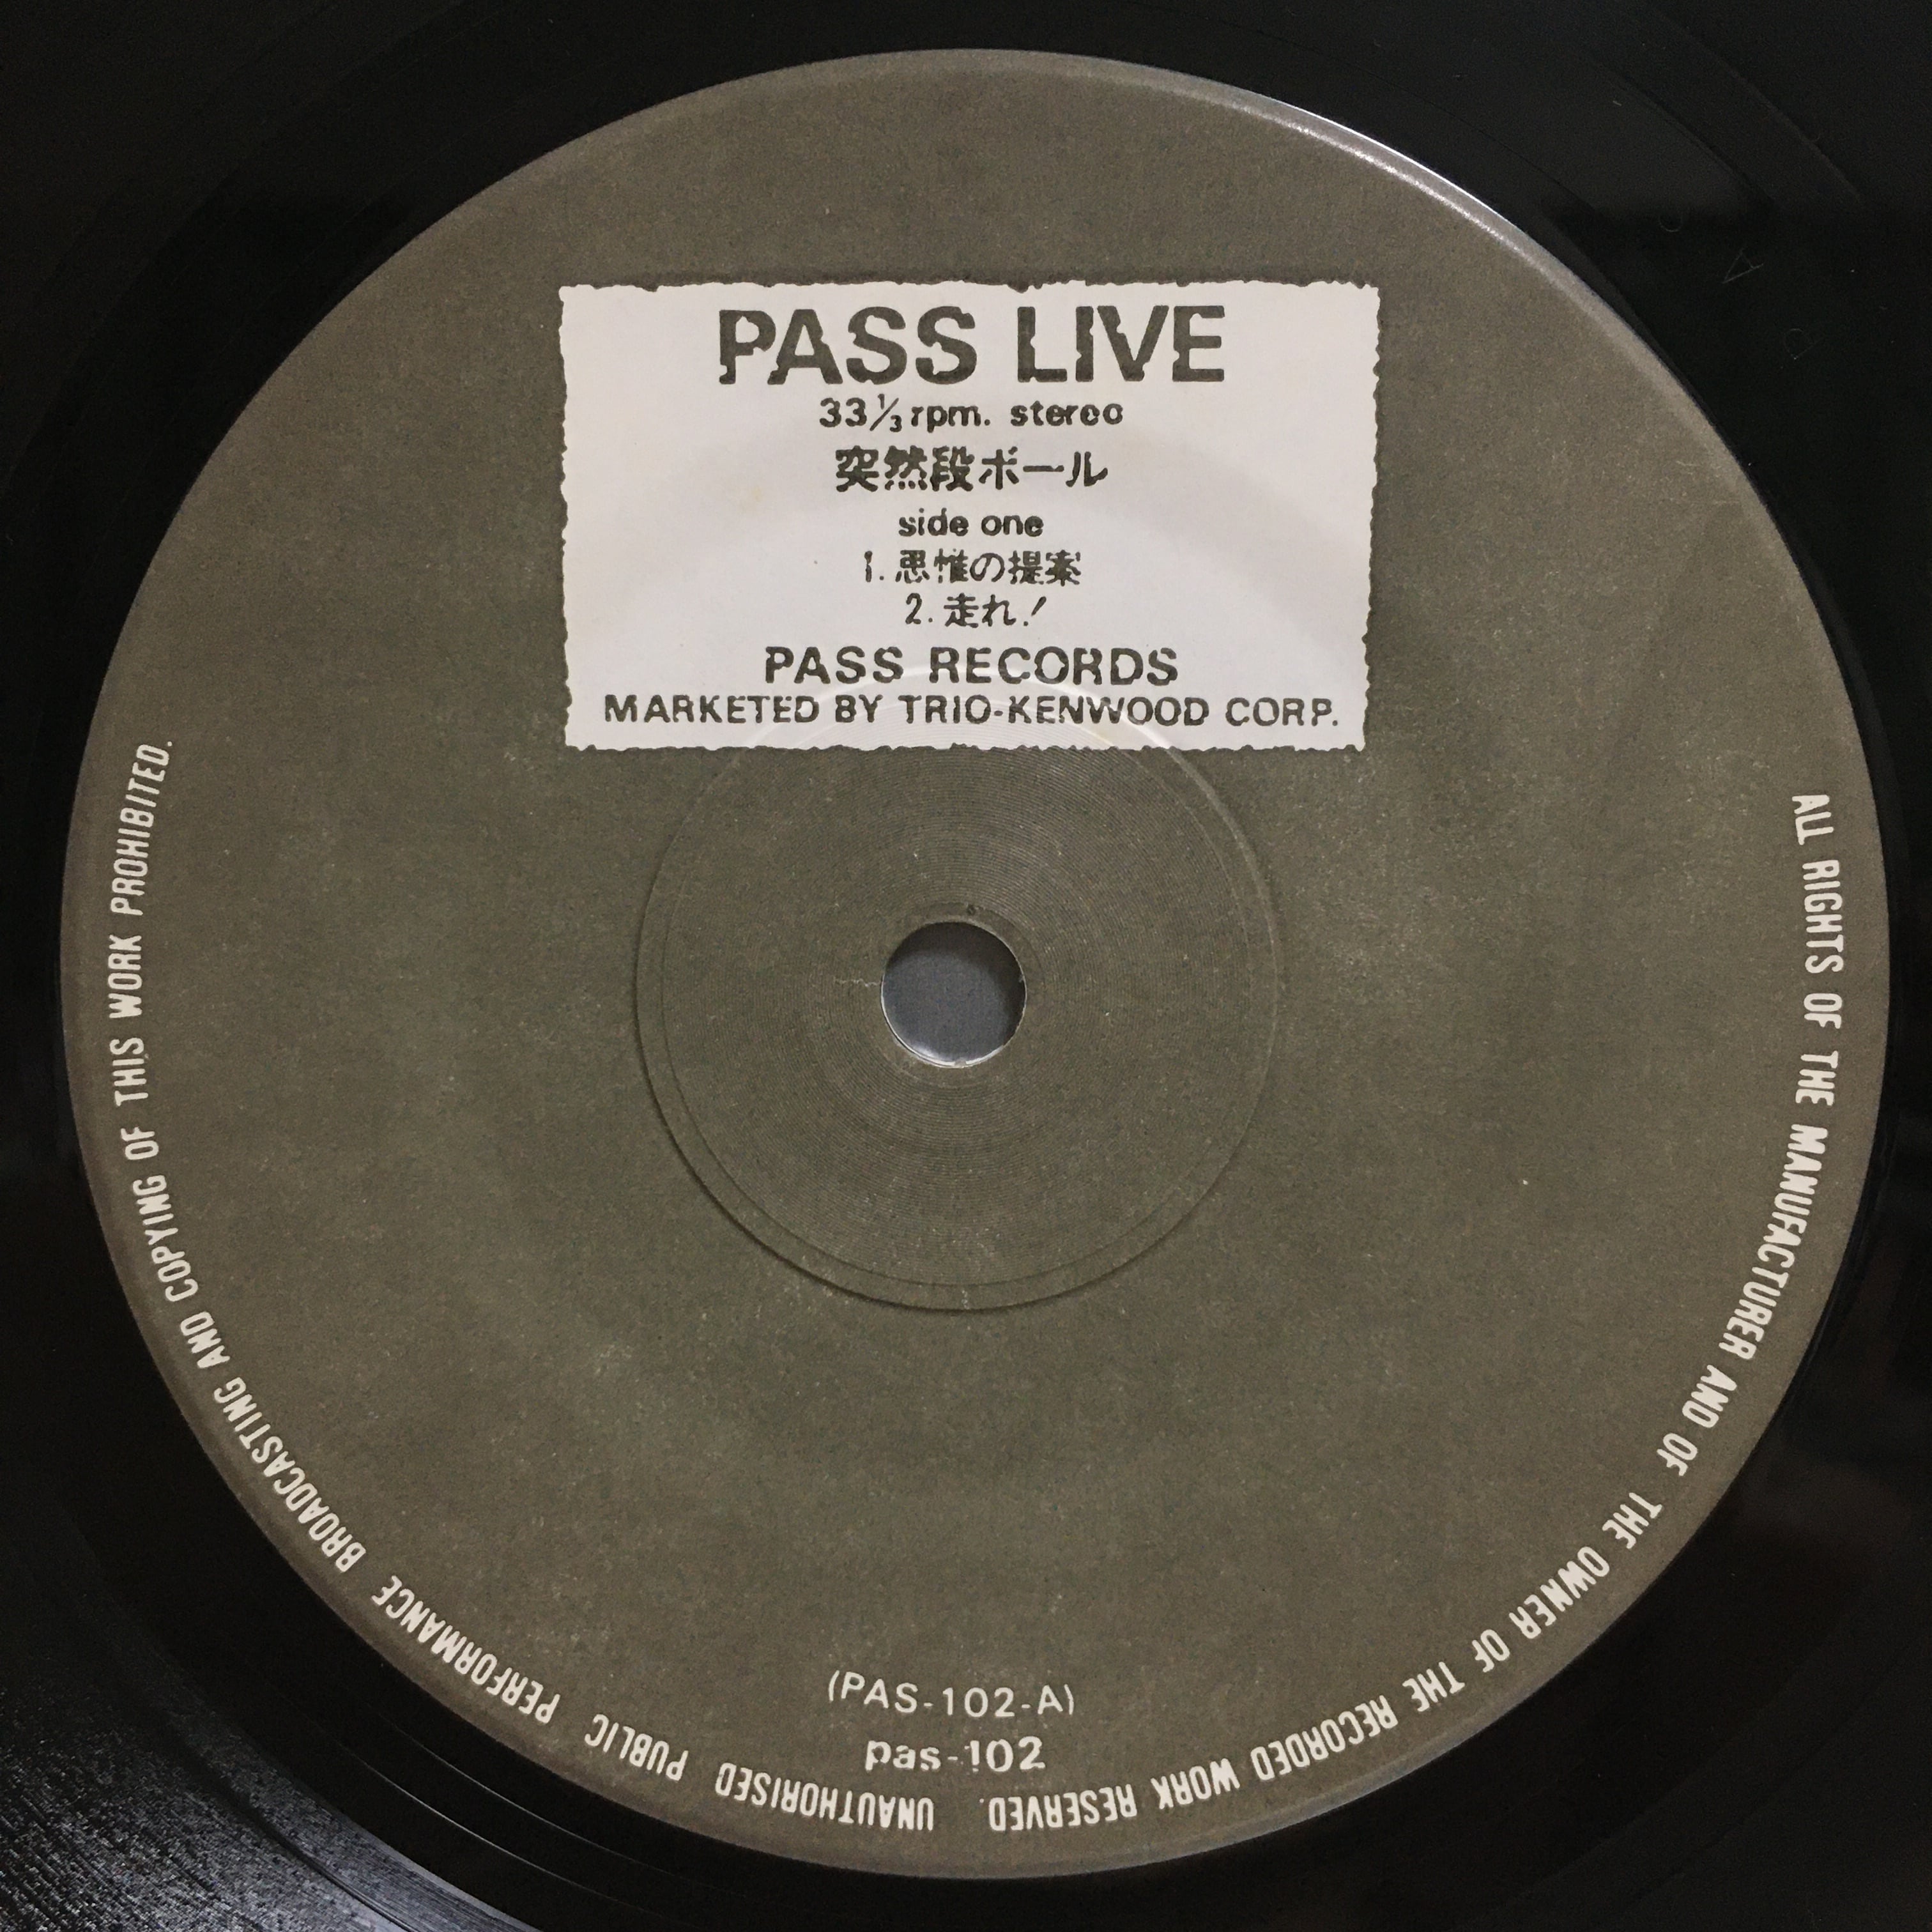 PASS LIVE
33⅓rpm. stereo
突然段ボール
side one
1. 思惟の提案
2. 走れ!
PASS RECORDS
MARKETED BY TRIO-KENWOOD CORP.
(PAS-102-A)
pas-102
ALL RIGHTS OF THE MANUFACTURER AND OF THE OWNER OF THE RECORDED WORK RESERVED. UNAUTHORISED PUBLIC PERFORMANCE BROADCASTING AND COPYING OF THIS WORK PROHIBITED.